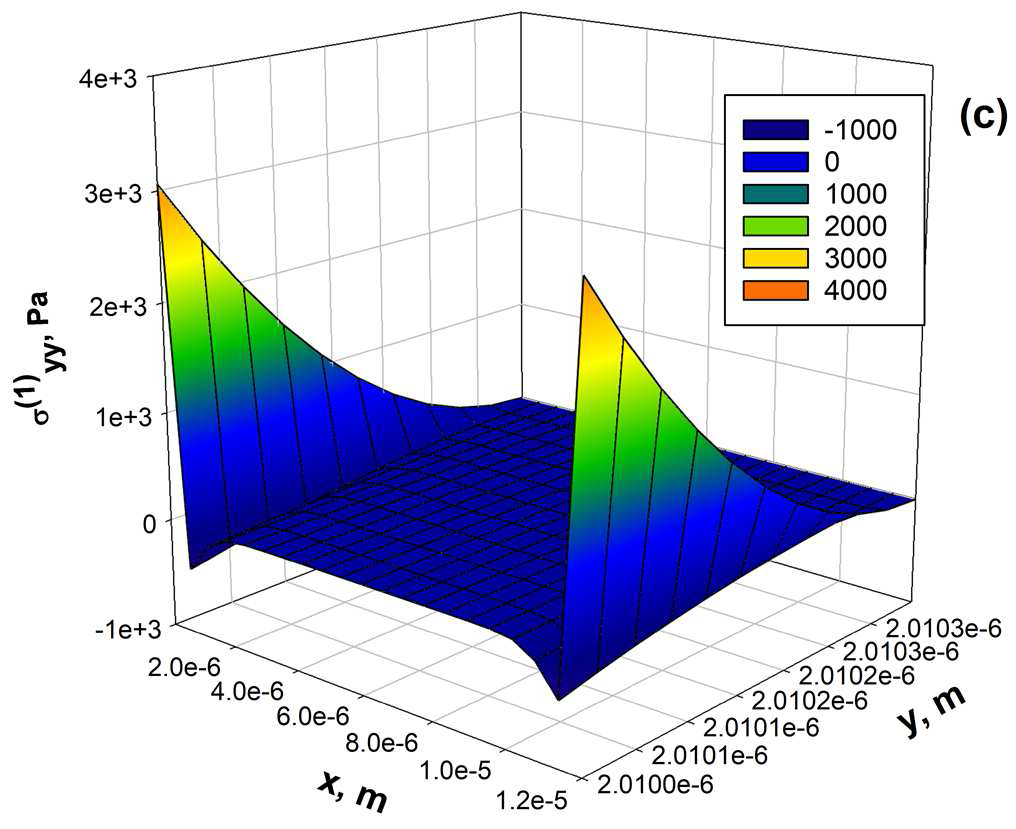 (c)
4e+3
3e+3
2e+3
1e+3
0
-1e+3
σ(1)yy, Pa
-1000
0
1000
2000
3000
4000
2.0e-6
4.0e-6
6.0e-6
8.0e-6
1.0e-5
1.2e-5
x, m
2.0103e-6
2.0103e-6
2.0102e-6
2.0102e-6
2.0101e-6
2.0101e-6
2.0100e-6
y, m